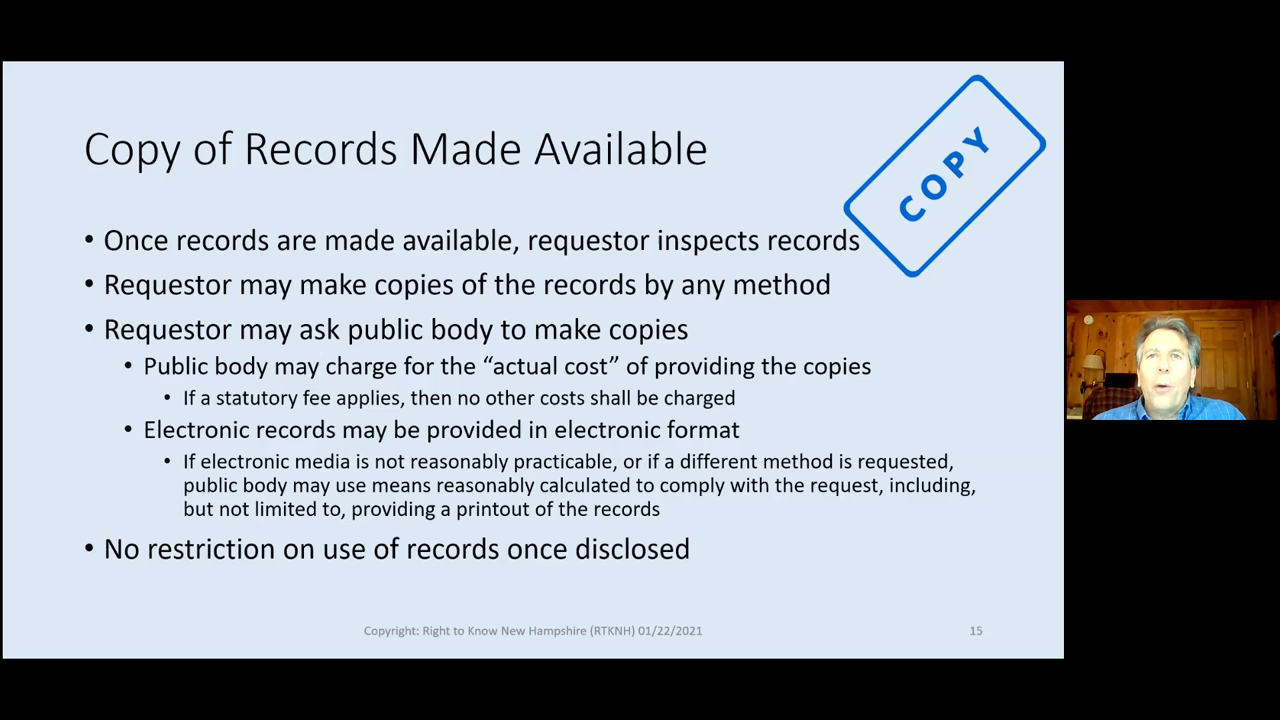 Copy of Records Made Available
COPY
• Once records are made available, requestor inspects records
• Requestor may make copies of the records by any method
• Requestor may ask public body to make copies
• Public body may charge for the “actual cost” of providing the copies
• If a statutory fee applies, then no other costs shall be charged
• Electronic records may be provided in electronic format
• If electronic media is not reasonably practicable, or if a different method is requested,
public body may use means reasonably calculated to comply with the request, including,
but not limited to, providing a printout of the records
• No restriction on use of records once disclosed
Copyright: Right to Know New Hampshire (RTKNH) 01/22/2021
15